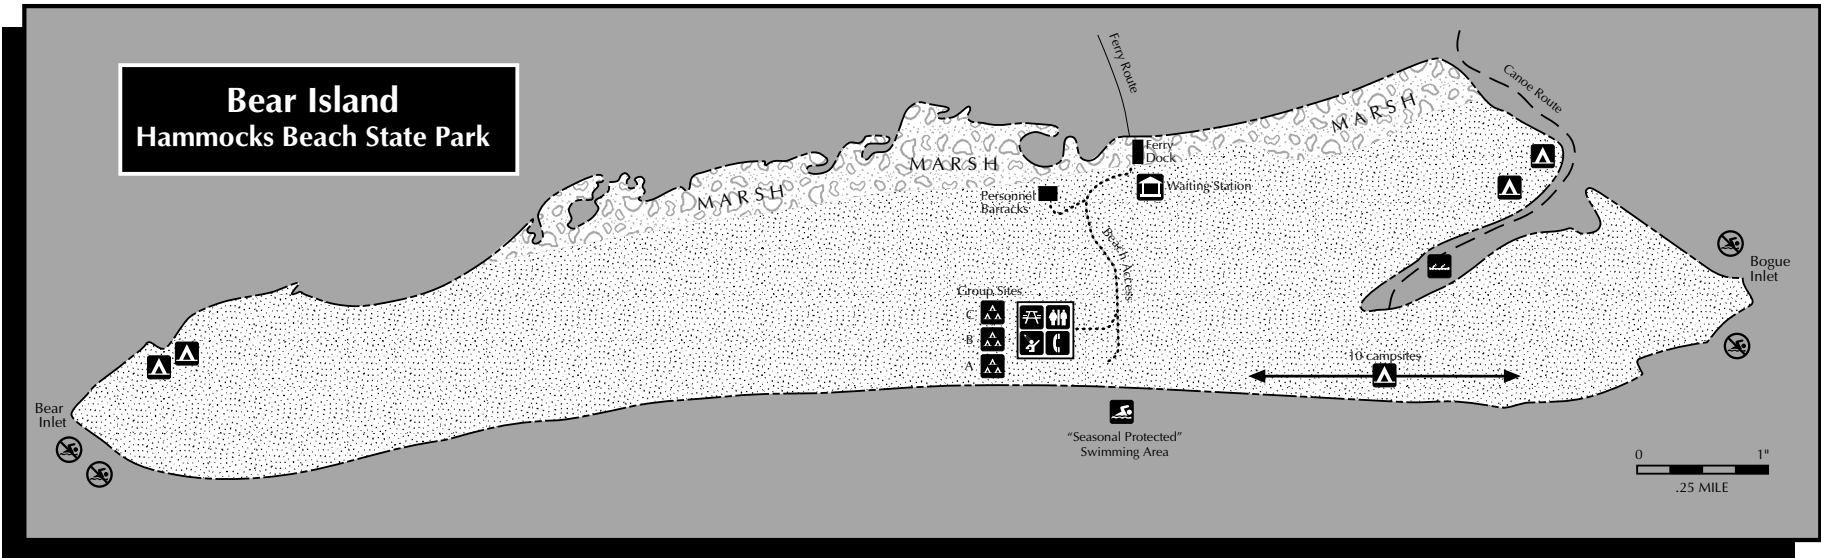 Bear Island
Hammocks Beach State Park
Ferry Route
Canoe Route
MARSH
MARSH
MARSH
Ferry
Dock
Waiting Station
Personnel
Barracks
Beach Access
Bogue
Inlet
Group Sites
C
B
A
10 campsites
Bear
Inlet
“Seasonal Protected”
Swimming Area
0 1"
.25 MILE